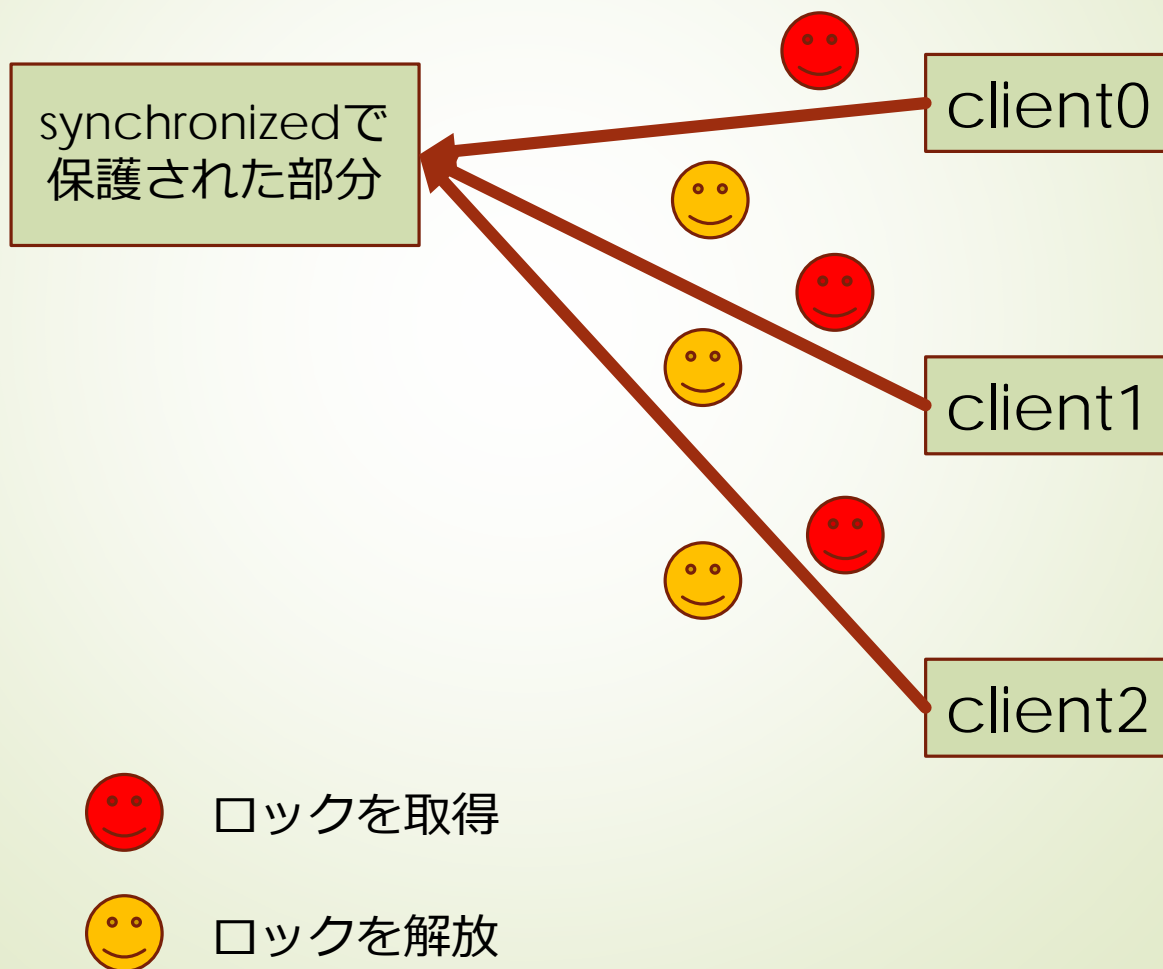 synchronizedで
保護された部分
client0
client1
client2
ロックを取得
ロックを解放